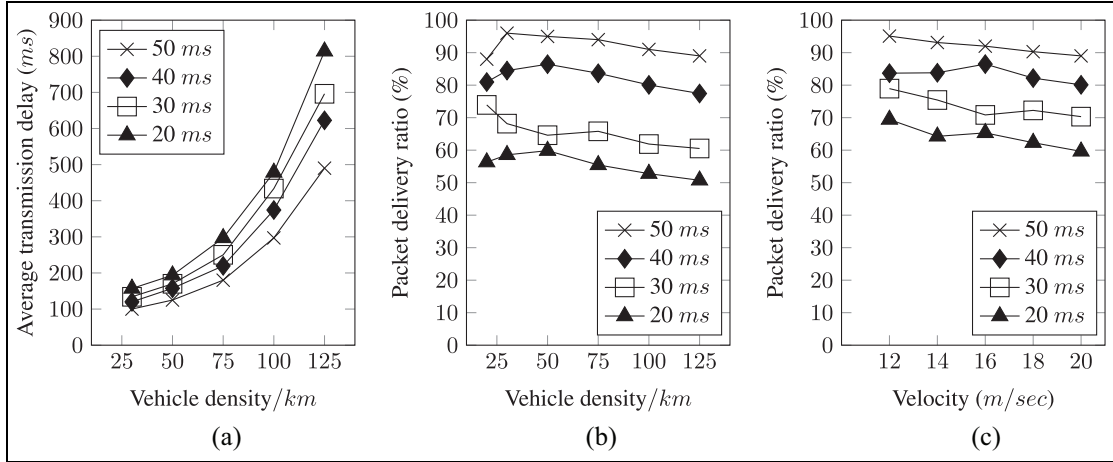 Average transmission delay (ms)
900
800
700
600
500
400
300
200
100
0
50 ms
40 ms
30 ms
20 ms
25 50 75 100 125
Vehicle density/km
(a)
Packet delivery ratio (%)
100
90
80
70
60
50
40
30
20
10
0
50 ms
40 ms
30 ms
20 ms
25 50 75 100 125
Vehicle density/km
(b)
Packet delivery ratio (%)
100
90
80
70
60
50
40
30
20
10
0
50 ms
40 ms
30 ms
20 ms
12 14 16 18 20
Velocity (m/sec)
(c)